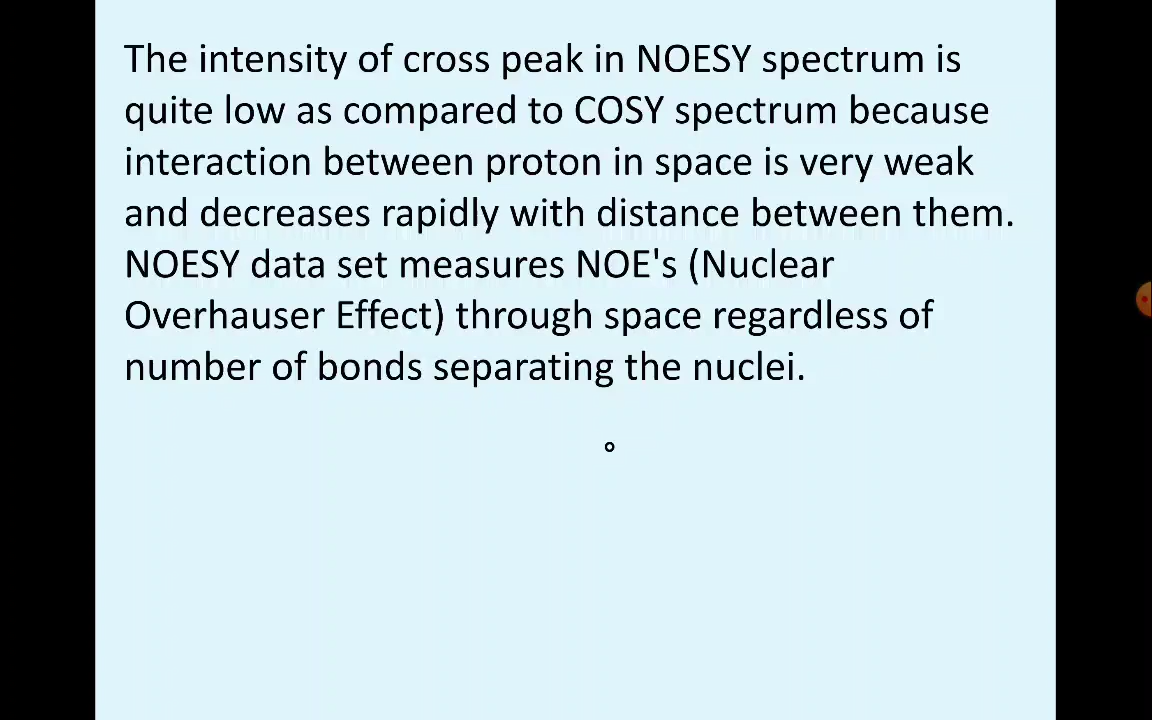 The intensity of cross peak in NOESY spectrum is
quite low as compared to COSY spectrum because
interaction between proton in space is very weak
and decreases rapidly with distance between them.
NOESY data set measures NOE's (Nuclear
Overhauser Effect) through space regardless of
number of bonds separating the nuclei.